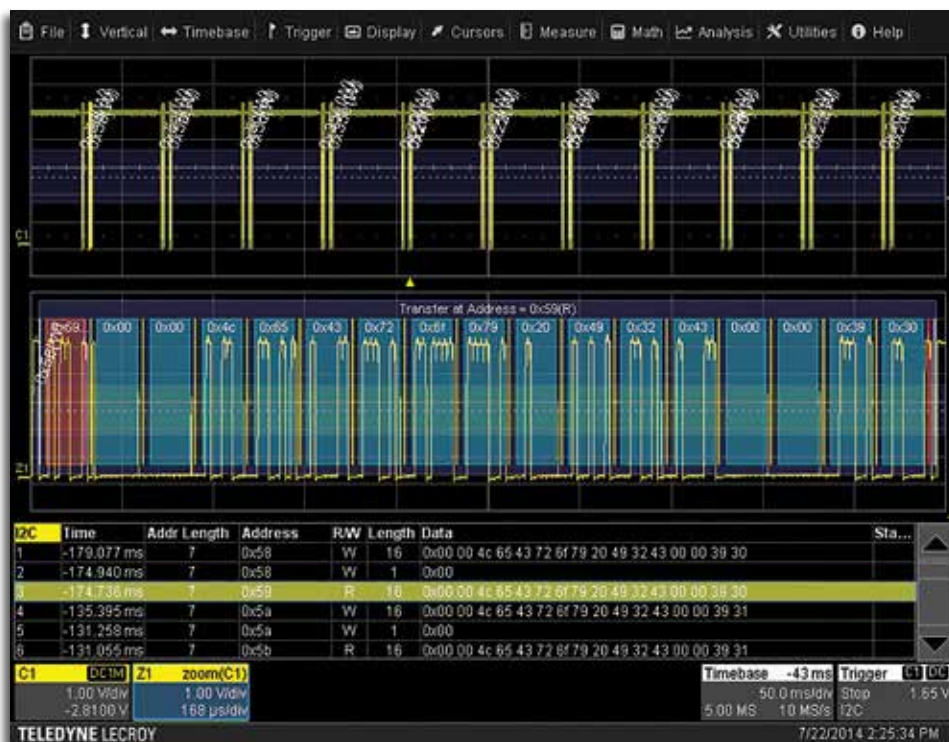 File Vertical Timebase Trigger Display Cursors Measure Math Analysis Utilities Help
C1
Transfer at Address = 0x59(R)
0x59 0x00 0x00 0x4c 0x65 0x43 0x72 0x6f 0x79 0x20 0x49 0x32 0x43 0x00 0x00 0x39 0x30
Z1
I2C Time Addr Length Address R/W Length Data Sta...
1 -179.077 ms 7 0x58 W 16 0x00 00 4c 65 43 72 6f 79 20 49 32 43 00 00 39 30
2 -174.940 ms 7 0x58 W 1 0x00
3 -174.736 ms 7 0x59 R 16 0x00 00 4c 65 43 72 6f 79 20 49 32 43 00 00 39 30
4 -135.395 ms 7 0x5a W 16 0x00 00 4c 65 43 72 6f 79 20 49 32 43 00 00 39 31
5 -131.258 ms 7 0x5a W 1 0x00
6 -131.055 ms 7 0x5b R 16 0x00 00 4c 65 43 72 6f 79 20 49 32 43 00 00 39 31
C1 DC1M Z1 zoom(C1) Timebase -43 ms Trigger C1 DC
1.00 V/div 1.00 V/div 50.0 ms/div Stop 1.65 V
-2.8100 V 168 µs/div 5.00 MS 10 MS/s I2C
TELEDYNE LECROY 7/22/2014 2:25:34 PM